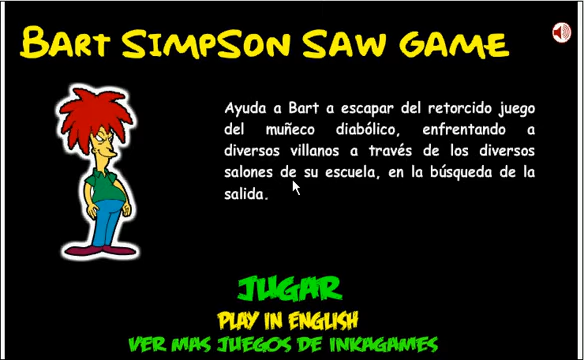 BART SIMPSON SAW GAME
Ayuda a Bart a escapar del retorcido juego
del muñeco diabólico, enfrentando a
diversos villanos a través de los diversos
salones de su escuela, en la búsqueda de la
salida.
JUGAR
PLAY IN ENGLISH
VER MAS JUEGOS DE INKAGAMES